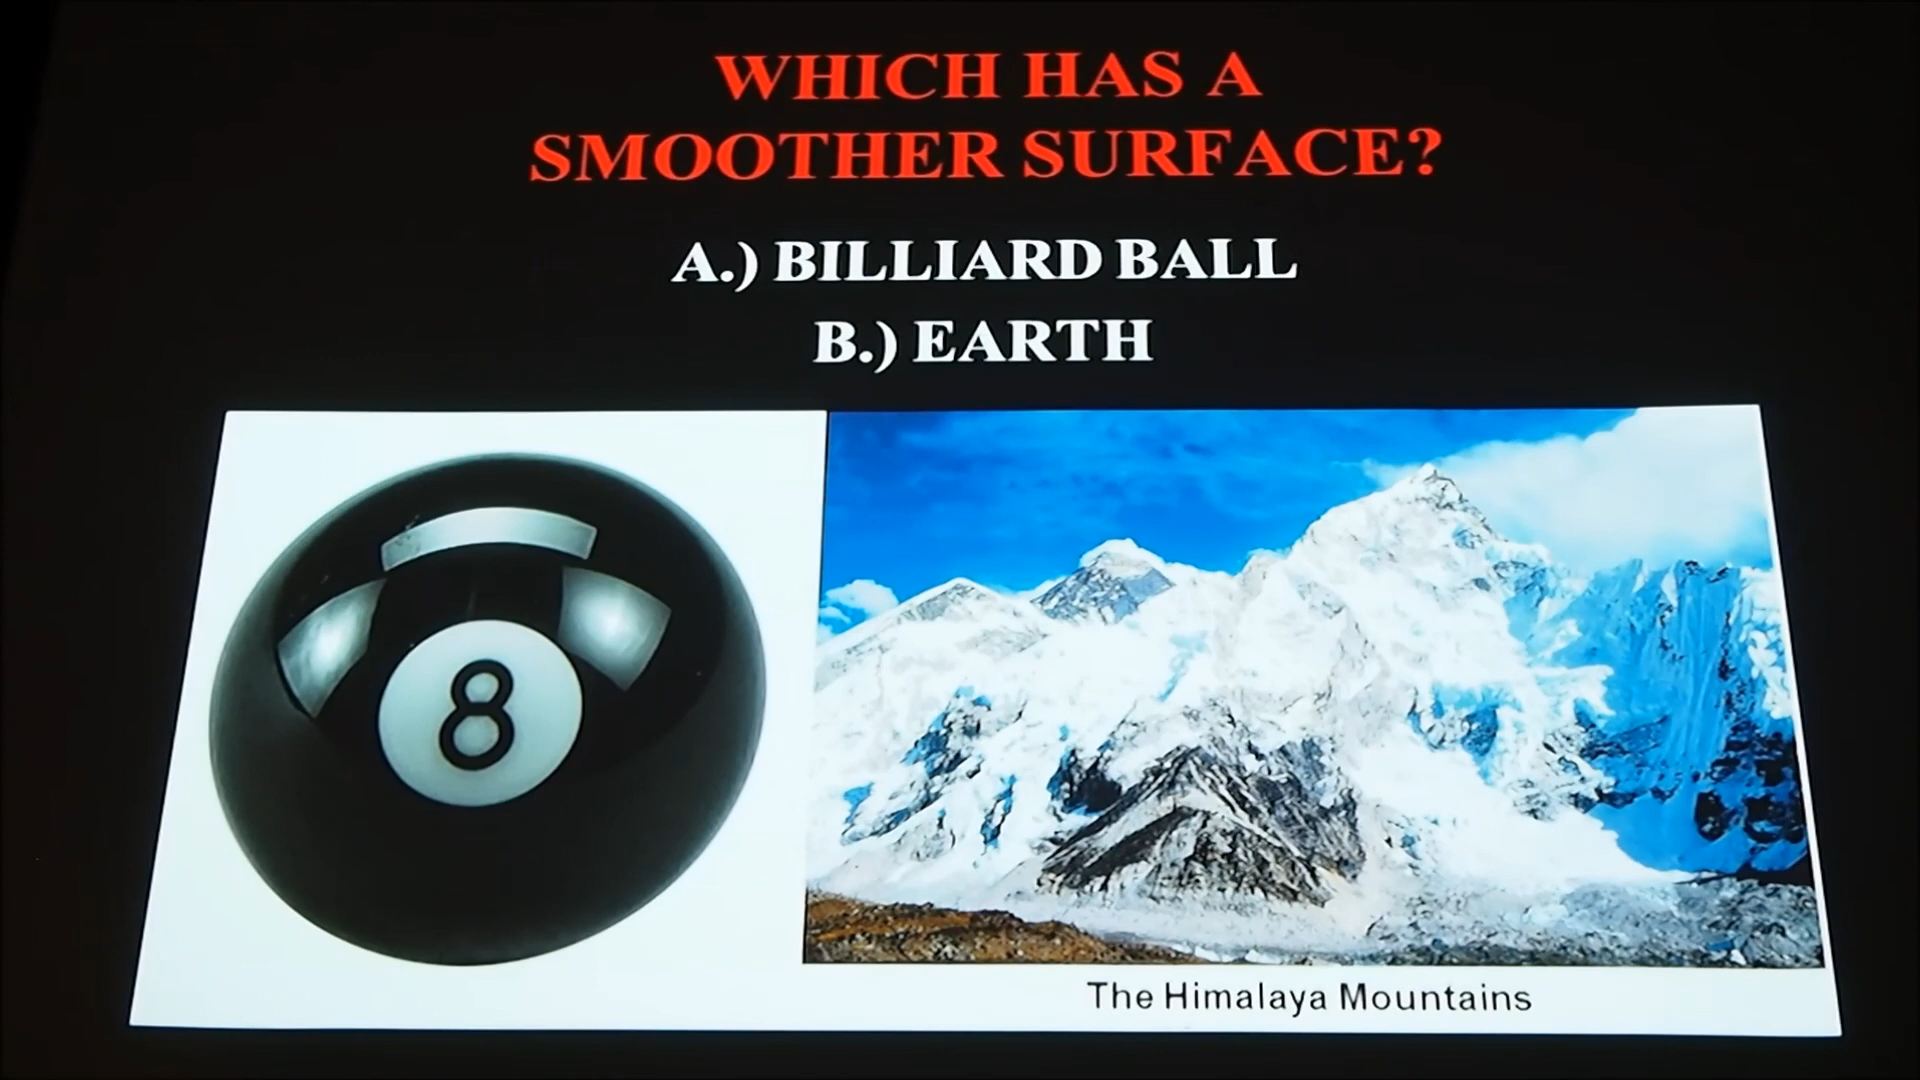 WHICH HAS A
SMOOTHER SURFACE?
A.) BILLIARD BALL
B.) EARTH
8
The Himalaya Mountains